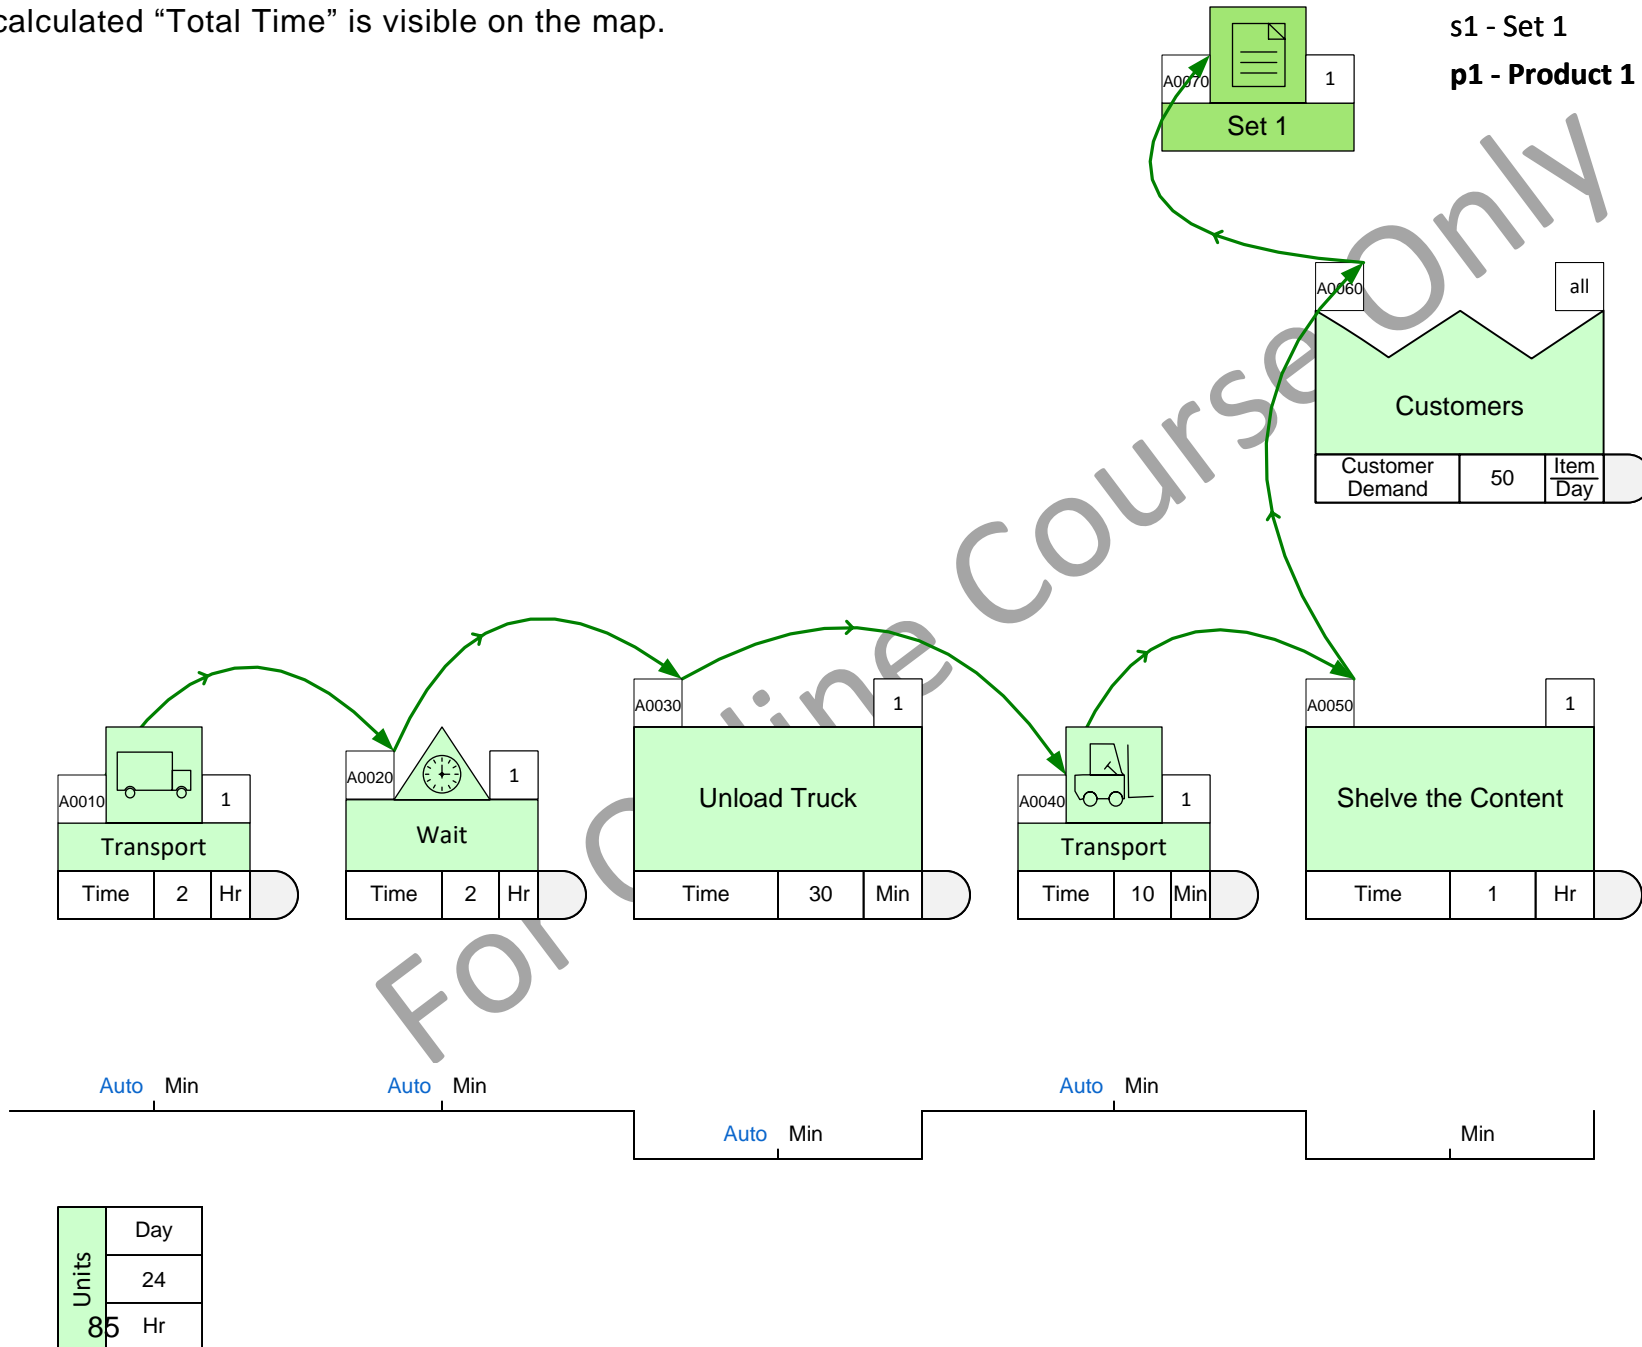 calculated “Total Time” is visible on the map.
s1 - Set 1
p1 - Product 1
A0070
1
Set 1
A0060
all
Customers
Customer
Demand
50
Item
Day
A0010
1
Transport
Time
2
Hr
A0020
1
Wait
Time
2
Hr
A0030
1
Unload Truck
Time
30
Min
A0040
1
Transport
Time
10
Min
A0050
1
Shelve the Content
Time
1
Hr
For Online Course Only
Auto Min
Auto Min
Auto Min
Auto Min
Min
Units
Day
24
Hr
85